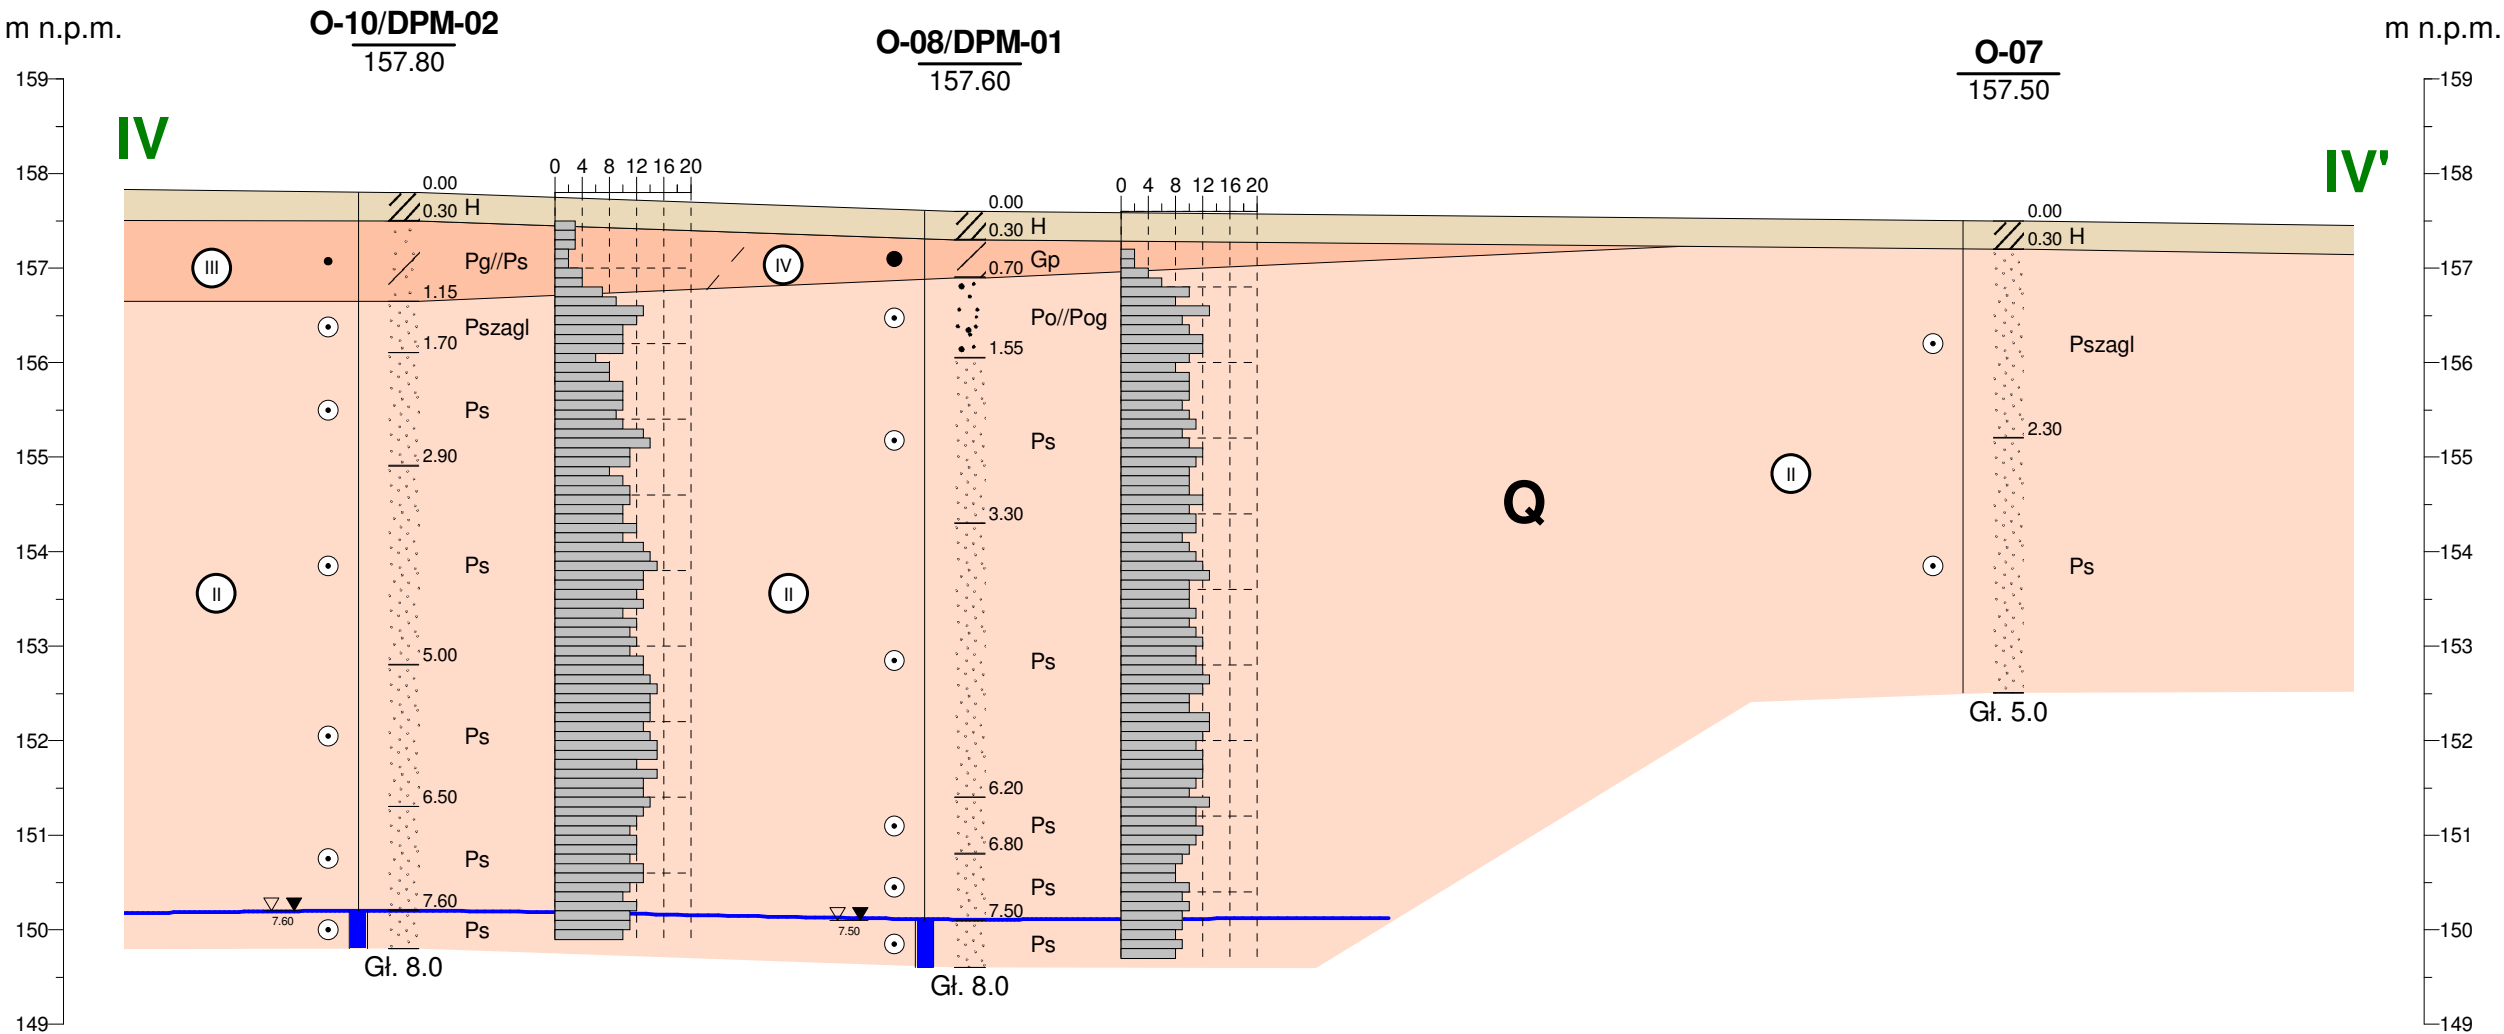 m n.p.m.
O-10/DPM-02
157.80
O-08/DPM-01
157.60
O-07
157.50
m n.p.m.
159
158
157
156
155
154
153
152
151
150
149
IV
IV'
0 4 8 12 16 20
0 4 8 12 16 20
0.00
0.30 H
Pg//Ps
1.15
Pszagl
1.70
Ps
2.90
Ps
5.00
Ps
6.50
Ps
7.60
Ps
Gł. 8.0
III
II
7.60
0.00
0.30 H
Gp
0.70
Po//Pog
1.55
Ps
3.30
Ps
6.20
Ps
6.80
Ps
7.50
Ps
Gł. 8.0
IV
II
7.50
Q
II
0.00
0.30 H
Pszagl
2.30
Ps
Gł. 5.0
159
158
157
156
155
154
153
152
151
150
149